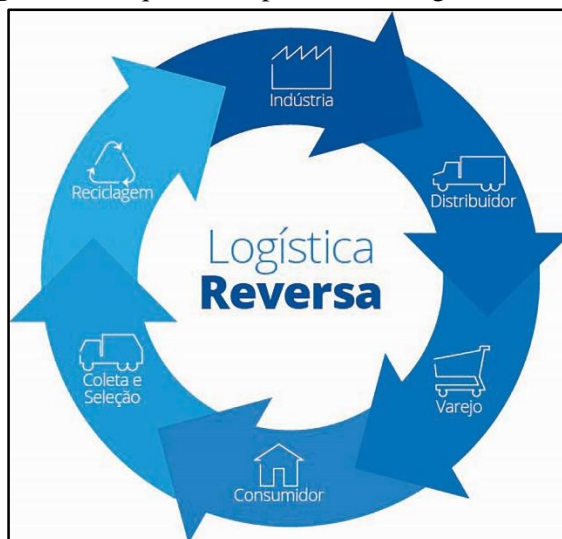 Logística
Reversa
Indústria
Distribuidor
Varejo
Consumidor
Coleta e
Seleção
Reciclagem